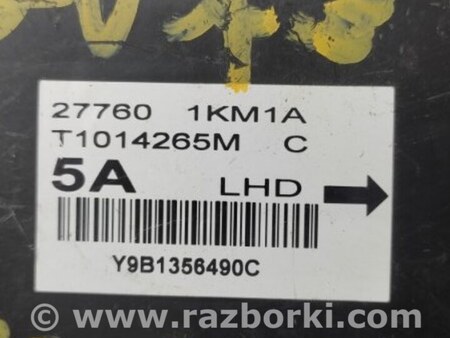 27760 1KM1A
T1014265M C
5A LHD
Y9B1356490C
© www.razborki.com